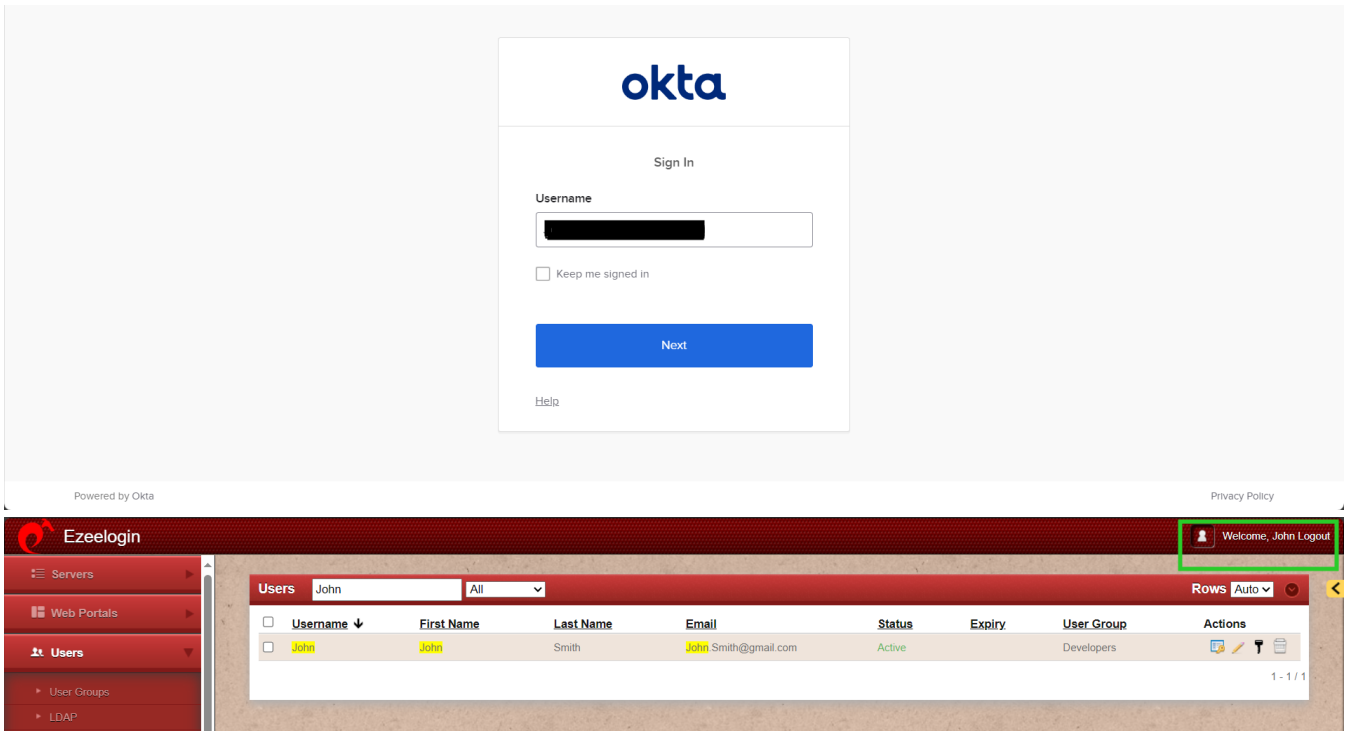 okta
Sign In
Username
Keep me signed in
Next
Help
Powered by Okta Privacy Policy
Ezeelogin Welcome, John Logout
Servers
Users John All Rows Auto
Web Portals
Username First Name Last Name Email Status Expiry User Group Actions
Users John John Smith John.Smith@gmail.com Active Developers
1 - 1 / 1
User Groups
LDAP